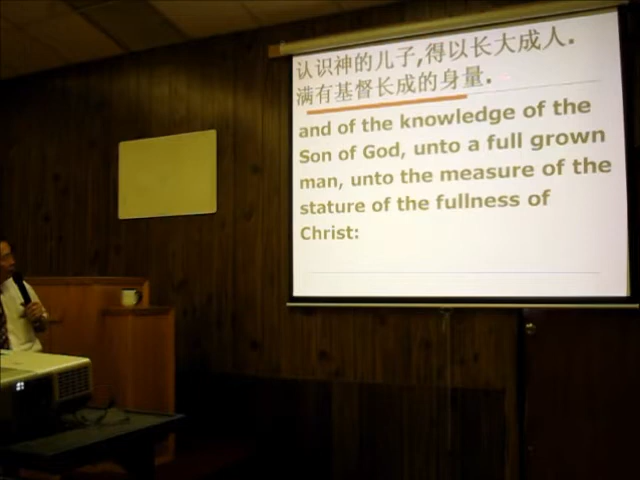 认识神的儿子,得以长大成人.
满有基督长成的身量.
and of the knowledge of the
Son of God, unto a full grown
man, unto the measure of the
stature of the fullness of
Christ: